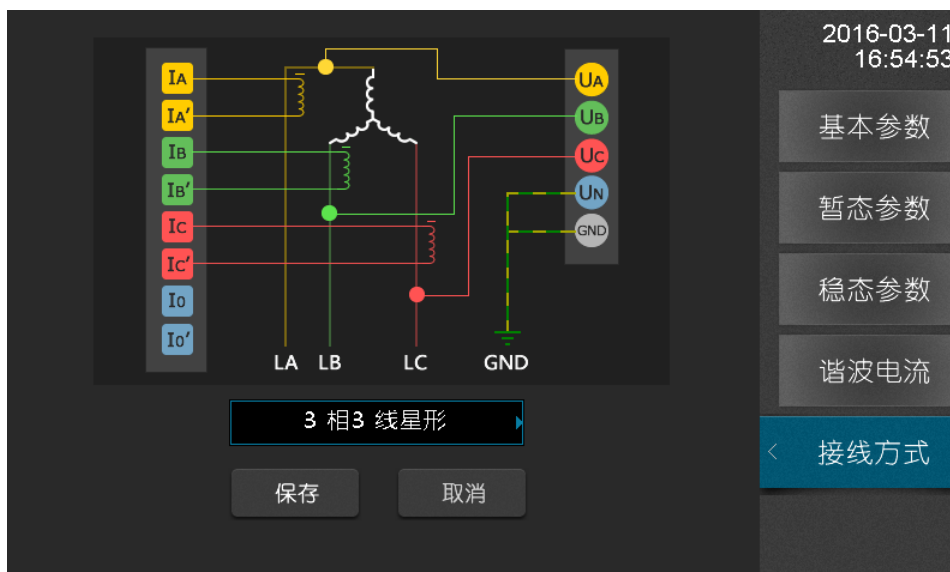 2016-03-11
16:54:53
IA
IA′
IB
IB′
IC
IC′
I0
I0′
UA
UB
UC
UN
GND
LA LB LC GND
3 相3 线星形
保存 取消
基本参数
暂态参数
稳态参数
谐波电流
接线方式